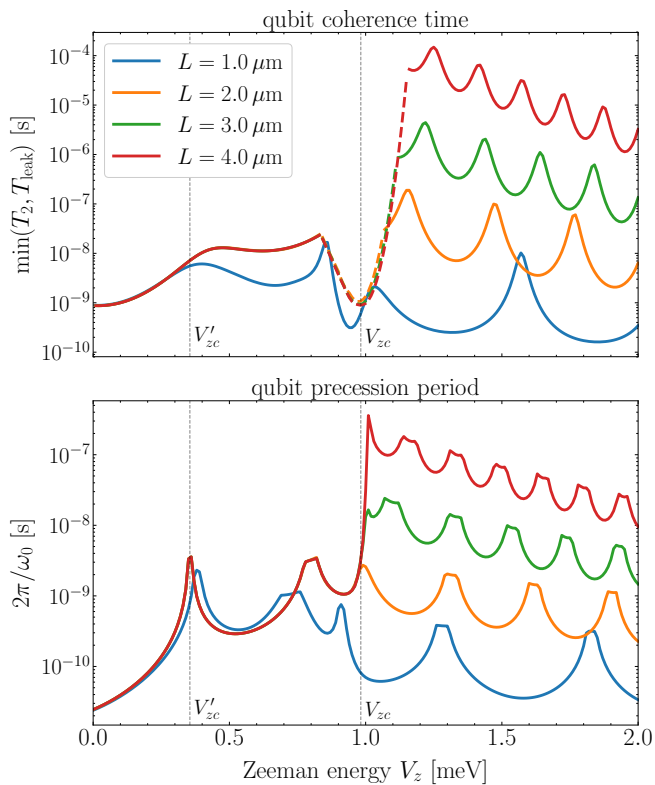 qubit coherence time
10⁻⁴
10⁻⁵
10⁻⁶
10⁻⁷
10⁻⁸
10⁻⁹
10⁻¹⁰
min(T₂, T_leak) [s]
L = 1.0 μm
L = 2.0 μm
L = 3.0 μm
L = 4.0 μm
V′_zc
V_zc
qubit precession period
10⁻⁷
10⁻⁸
10⁻⁹
10⁻¹⁰
2π/ω₀ [s]
V′_zc
V_zc
0.0 0.5 1.0 1.5 2.0
Zeeman energy V_z [meV]